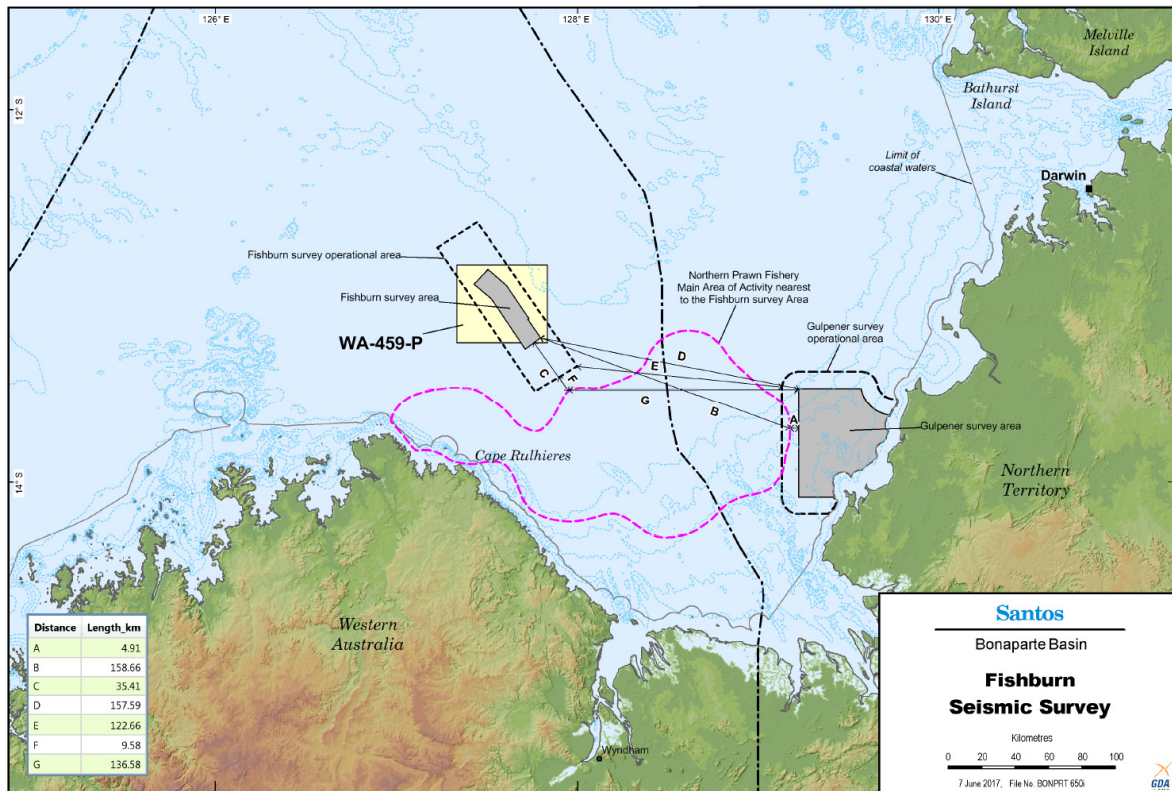 126° E
128° E
130° E
12° S
14° S
Melville
Island
Bathurst
Island
Limit of
coastal waters
Darwin
Fishburn survey operational area
Fishburn survey area
WA-459-P
Northern Prawn Fishery
Main Area of Activity nearest
to the Fishburn survey Area
Gulpener survey
operational area
D
E
C
F
G
B
A
Gulpener survey area
Cape Rulhieres
Northern
Territory
Western
Australia
Wyndham
Distance Length_km
A 4.91
B 158.66
C 35.41
D 157.59
E 122.66
F 9.58
G 136.58
Santos
Bonaparte Basin
Fishburn
Seismic Survey
Kilometres
0 20 40 60 80 100
7 June 2017, File No. BONPRT 650i
GDA